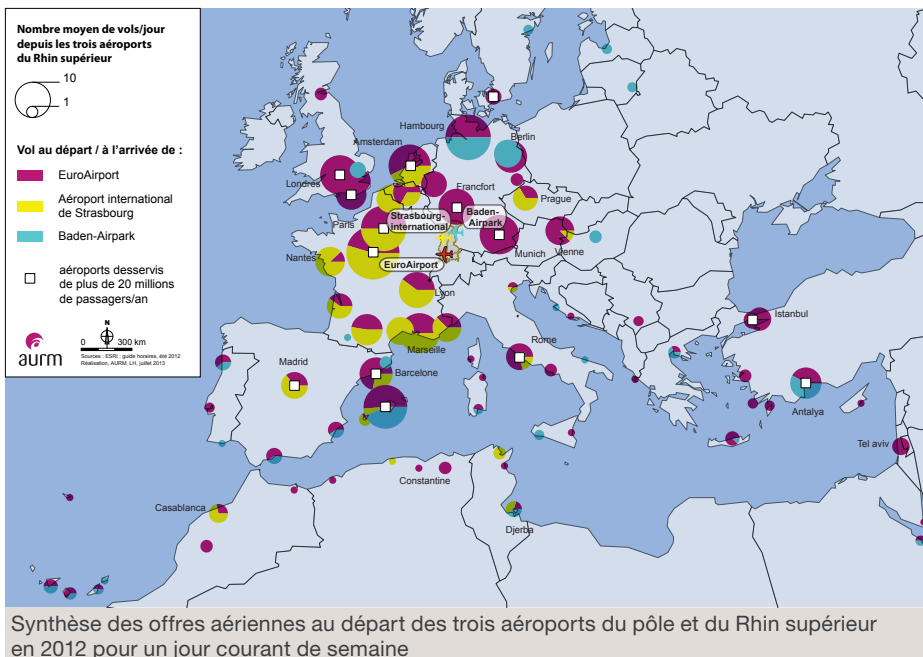 Nombre moyen de vols/jour
depuis les trois aéroports
du Rhin supérieur
10
1
Vol au départ / à l'arrivée de :
EuroAirport
Aéroport international
de Strasbourg
Baden-Airpark
aéroports desservis
de plus de 20 millions
de passagers/an
aurm
N
0 300 km
Sources : ESRI ; guide horaires, été 2012
Réalisation, AURM, LH, juillet 2013
Hambourg
Amsterdam
Berlin
Londres
Francfort
Prague
Paris
Strasbourg-
international
Baden-
Airpark
Nantes
EuroAirport
Munich
Vienne
Lyon
Istanbul
Marseille
Rome
Madrid
Barcelone
Antalya
Tel aviv
Constantine
Casablanca
Djerba
Synthèse des offres aériennes au départ des trois aéroports du pôle et du Rhin supérieur
en 2012 pour un jour courant de semaine